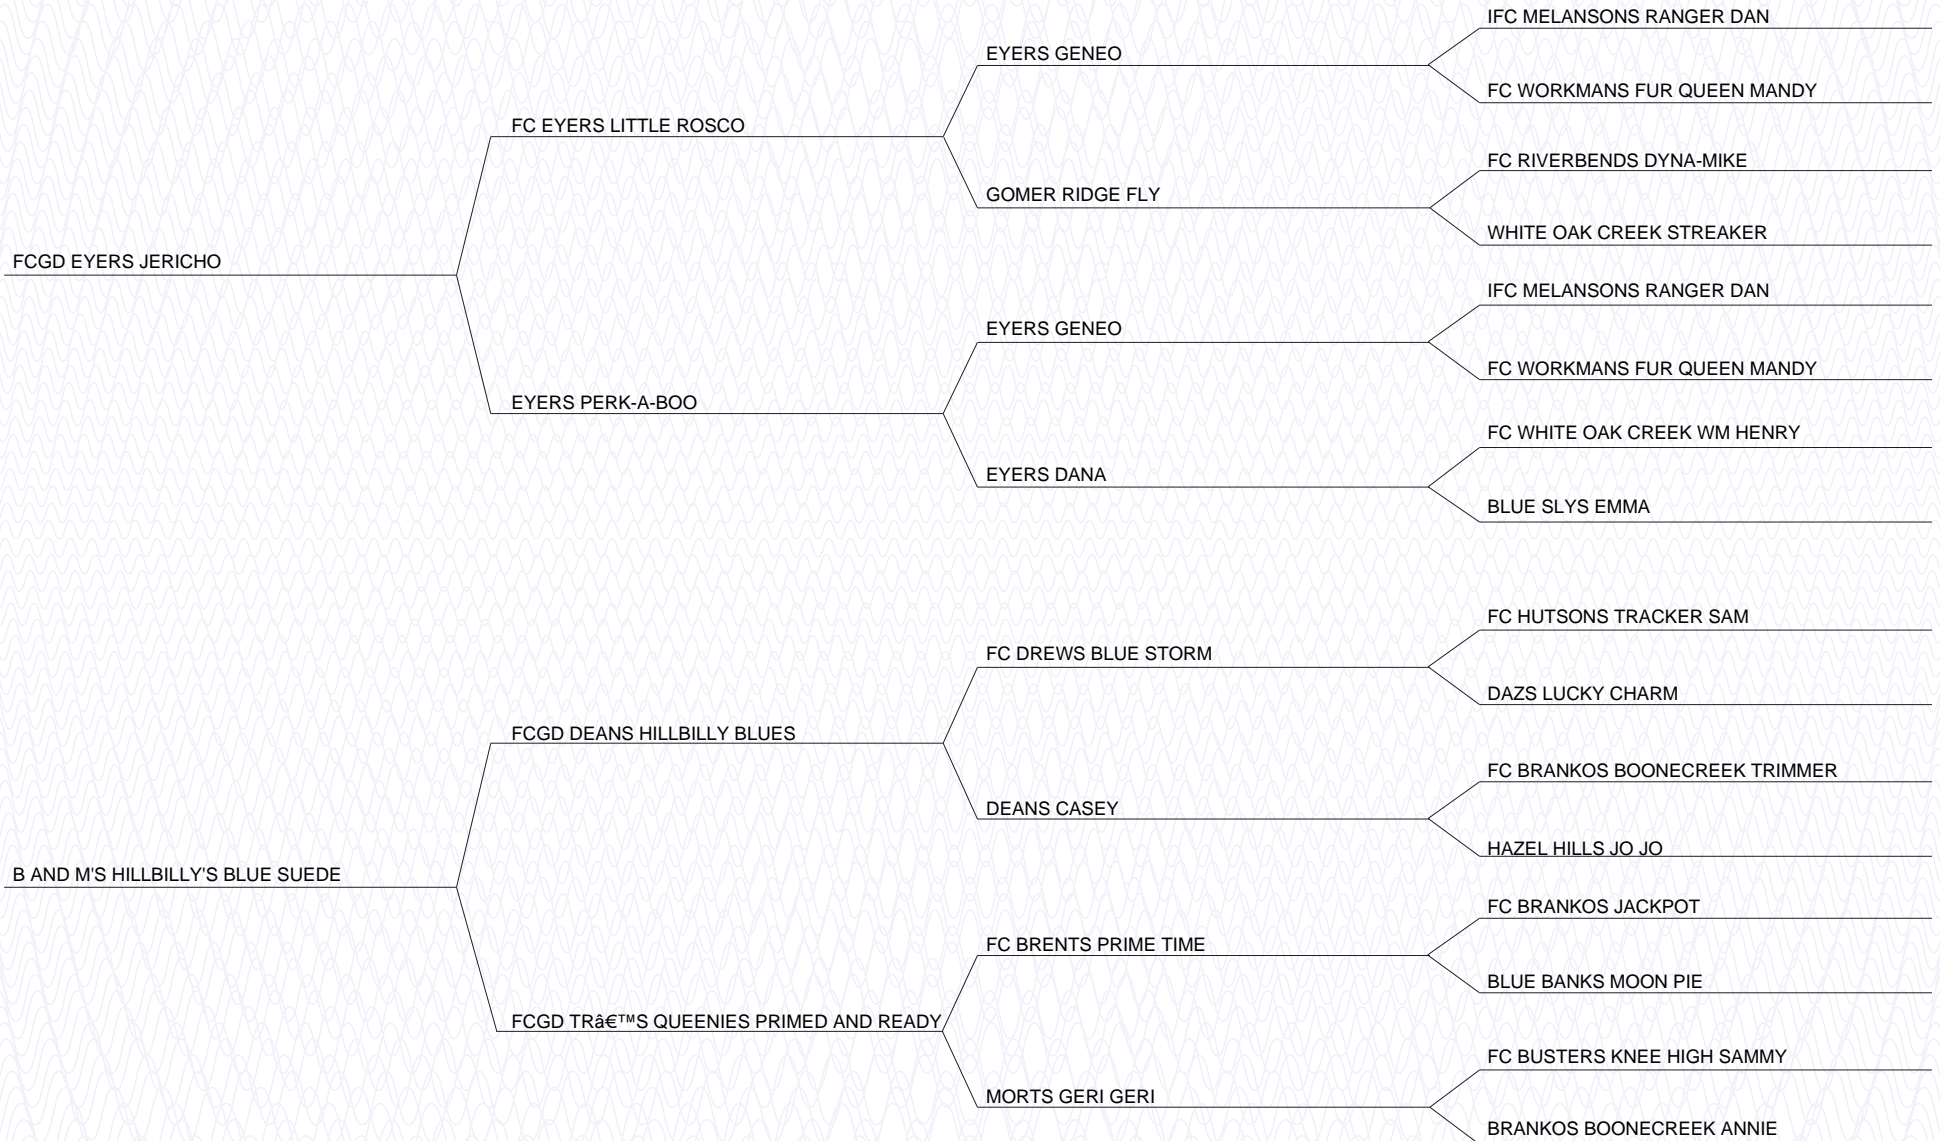 IFC MELANSONS RANGER DAN
EYERS GENEO
FC WORKMANS FUR QUEEN MANDY
FC EYERS LITTLE ROSCO
FC RIVERBENDS DYNA-MIKE
GOMER RIDGE FLY
WHITE OAK CREEK STREAKER
FCGD EYERS JERICHO
IFC MELANSONS RANGER DAN
EYERS GENEO
FC WORKMANS FUR QUEEN MANDY
EYERS PERK-A-BOO
FC WHITE OAK CREEK WM HENRY
EYERS DANA
BLUE SLYS EMMA
FC HUTSONS TRACKER SAM
FC DREWS BLUE STORM
DAZS LUCKY CHARM
FCGD DEANS HILLBILLY BLUES
FC BRANKOS BOONECREEK TRIMMER
DEANS CASEY
HAZEL HILLS JO JO
B AND M'S HILLBILLY'S BLUE SUEDE
FC BRANKOS JACKPOT
FC BRENTS PRIME TIME
BLUE BANKS MOON PIE
FCGD TRâ€™S QUEENIES PRIMED AND READY
FC BUSTERS KNEE HIGH SAMMY
MORTS GERI GERI
BRANKOS BOONECREEK ANNIE